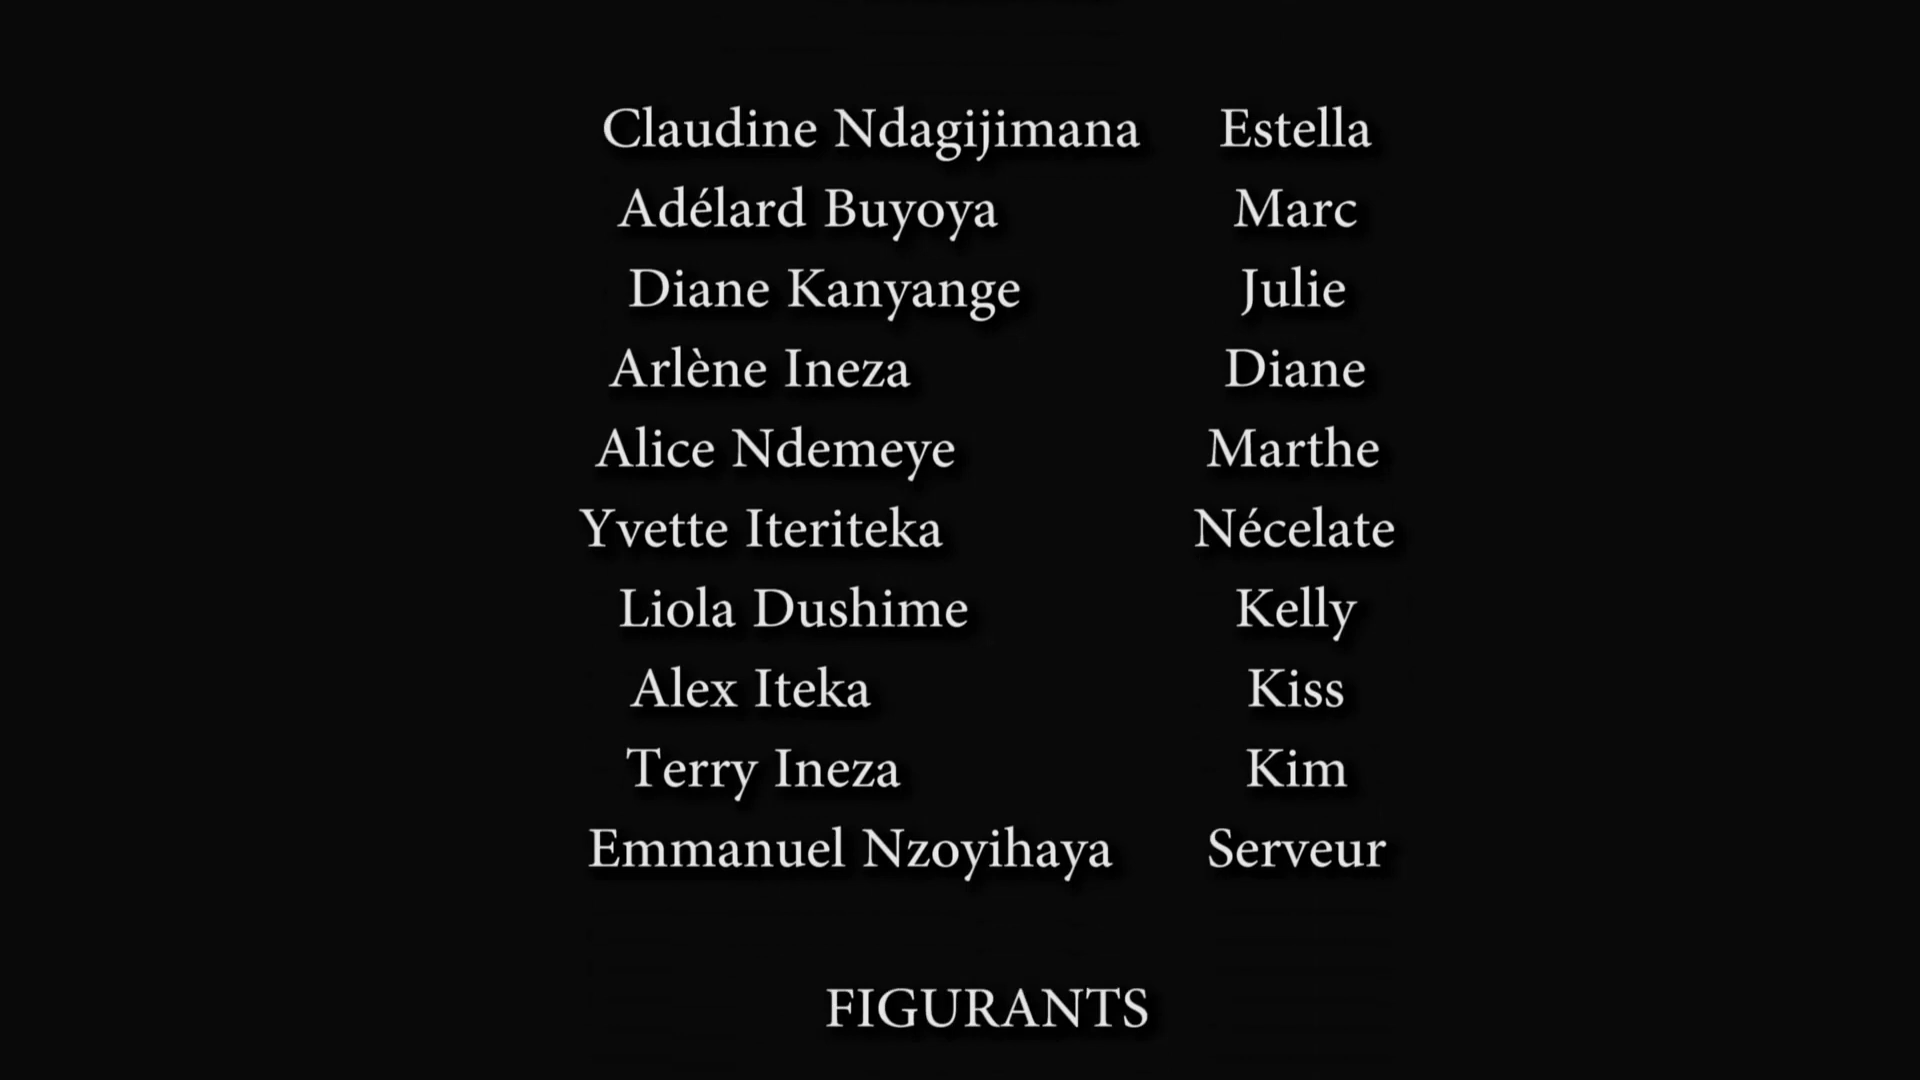 Claudine Ndagijimana Estella
Adélard Buyoya Marc
Diane Kanyange Julie
Arlène Ineza Diane
Alice Ndemeye Marthe
Yvette Iteriteka Nécelate
Liola Dushime Kelly
Alex Iteka Kiss
Terry Ineza Kim
Emmanuel Nzoyihaya Serveur
FIGURANTS